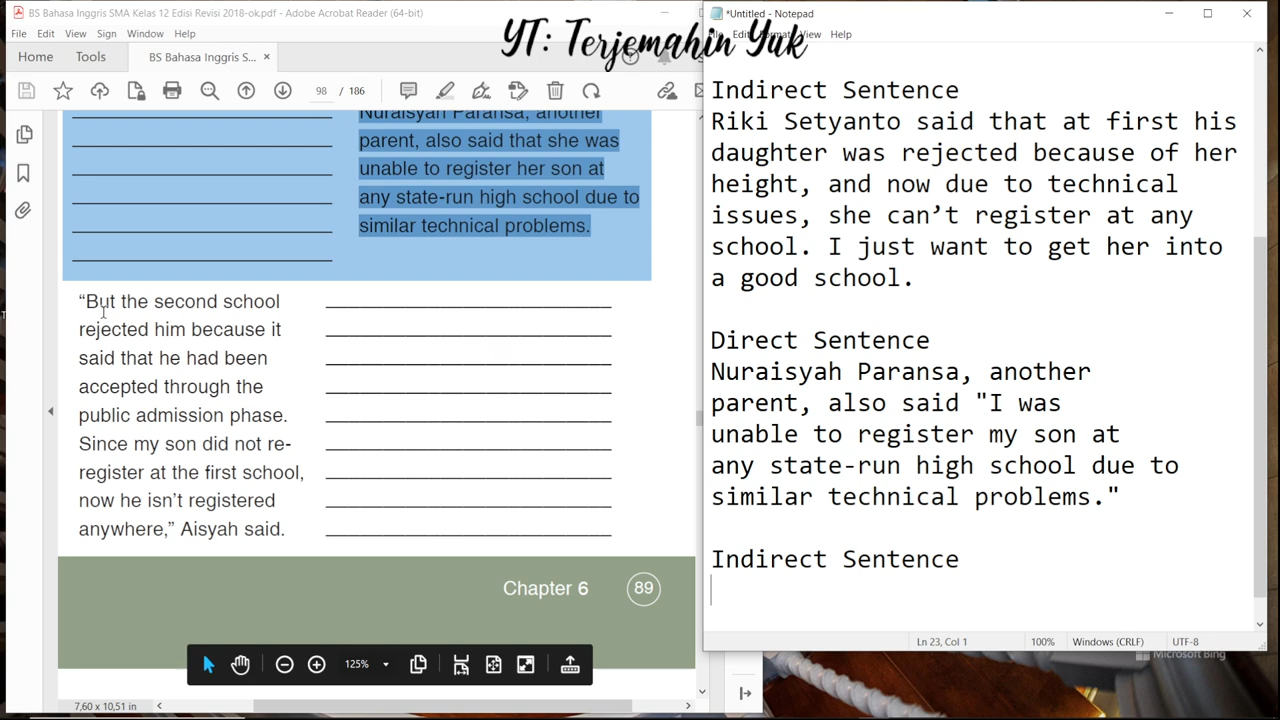 BS Bahasa Inggris SMA Kelas 12 Edisi Revisi 2018-ok.pdf - Adobe Acrobat Reader (64-bit)
File Edit View Sign Window Help
Home Tools BS Bahasa Inggris S... ×
98 / 186
Nuraisyah Paransa, another
parent, also said that she was
unable to register her son at
any state-run high school due to
similar technical problems.
“But the second school
rejected him because it
said that he had been
accepted through the
public admission phase.
Since my son did not re-
register at the first school,
now he isn’t registered
anywhere,” Aisyah said.
Chapter 6 89
125%
7,60 x 10,51 in
YT: Terjemahin Yuk
*Untitled - Notepad
File Edit Format View Help
Indirect Sentence
Riki Setyanto said that at first his
daughter was rejected because of her
height, and now due to technical
issues, she can’t register at any
school. I just want to get her into
a good school.
Direct Sentence
Nuraisyah Paransa, another
parent, also said "I was
unable to register my son at
any state-run high school due to
similar technical problems."
Indirect Sentence
Ln 23, Col 1 100% Windows (CRLF) UTF-8
Microsoft Bing